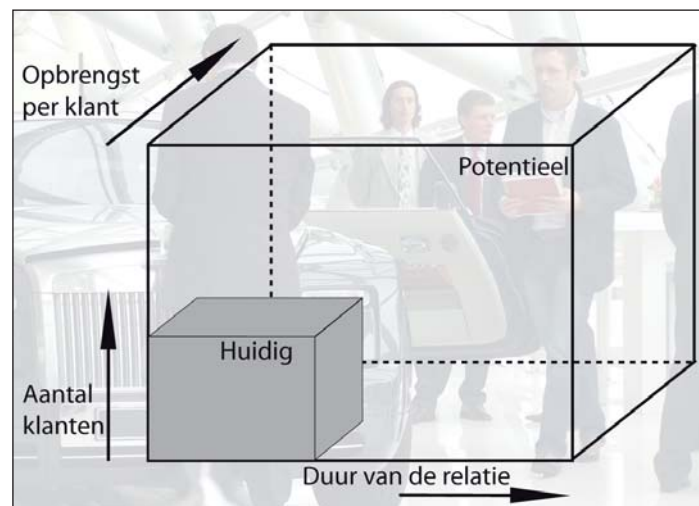 Opbrengst
per klant
Potentieel
Huidig
Aantal
klanten
Duur van de relatie